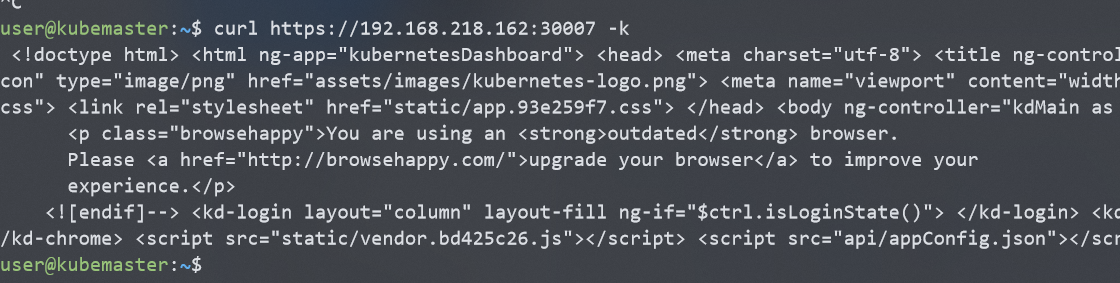 ^C
user@kubemaster:~$ curl https://192.168.218.162:30007 -k
<!doctype html> <html ng-app="kubernetesDashboard"> <head> <meta charset="utf-8"> <title ng-control
con" type="image/png" href="assets/images/kubernetes-logo.png"> <meta name="viewport" content="width
css"> <link rel="stylesheet" href="static/app.93e259f7.css"> </head> <body ng-controller="kdMain as
<p class="browsehappy">You are using an <strong>outdated</strong> browser.
Please <a href="http://browsehappy.com/">upgrade your browser</a> to improve your
experience.</p>
<![endif]--> <kd-login layout="column" layout-fill ng-if="$ctrl.isLoginState()"> </kd-login> <kd
/kd-chrome> <script src="static/vendor.bd425c26.js"></script> <script src="api/appConfig.json"></scr
user@kubemaster:~$